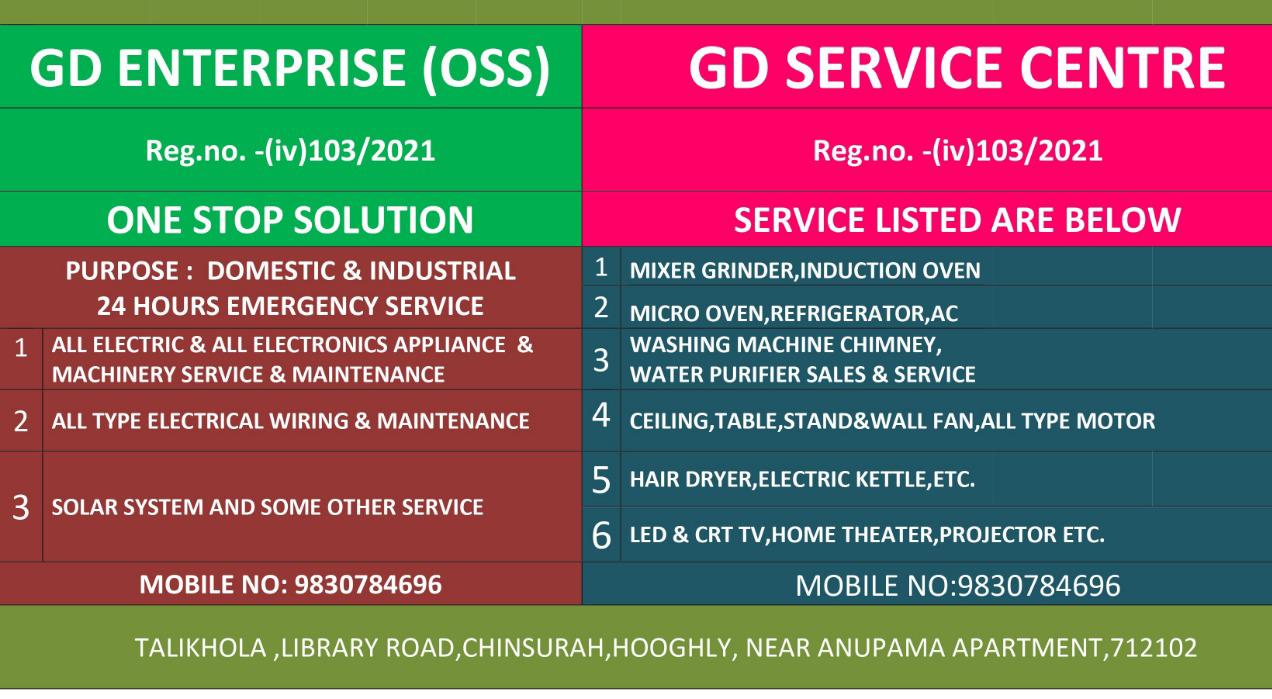 GD ENTERPRISE (OSS)
Reg.no. -(iv)103/2021
ONE STOP SOLUTION
PURPOSE : DOMESTIC & INDUSTRIAL
24 HOURS EMERGENCY SERVICE
1 ALL ELECTRIC & ALL ELECTRONICS APPLIANCE &
MACHINERY SERVICE & MAINTENANCE
2 ALL TYPE ELECTRICAL WIRING & MAINTENANCE
3 SOLAR SYSTEM AND SOME OTHER SERVICE
MOBILE NO: 9830784696
GD SERVICE CENTRE
Reg.no. -(iv)103/2021
SERVICE LISTED ARE BELOW
1 MIXER GRINDER,INDUCTION OVEN
2 MICRO OVEN,REFRIGERATOR,AC
3 WASHING MACHINE CHIMNEY,
WATER PURIFIER SALES & SERVICE
4 CEILING,TABLE,STAND&WALL FAN,ALL TYPE MOTOR
5 HAIR DRYER,ELECTRIC KETTLE,ETC.
6 LED & CRT TV,HOME THEATER,PROJECTOR ETC.
MOBILE NO:9830784696
TALIKHOLA ,LIBRARY ROAD,CHINSURAH,HOOGHLY, NEAR ANUPAMA APARTMENT,712102